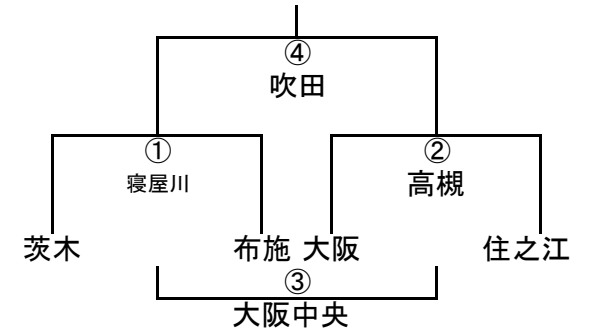 ④
吹田
① ②
寝屋川 高槻
茨木 布施 大阪 住之江
③
大阪中央